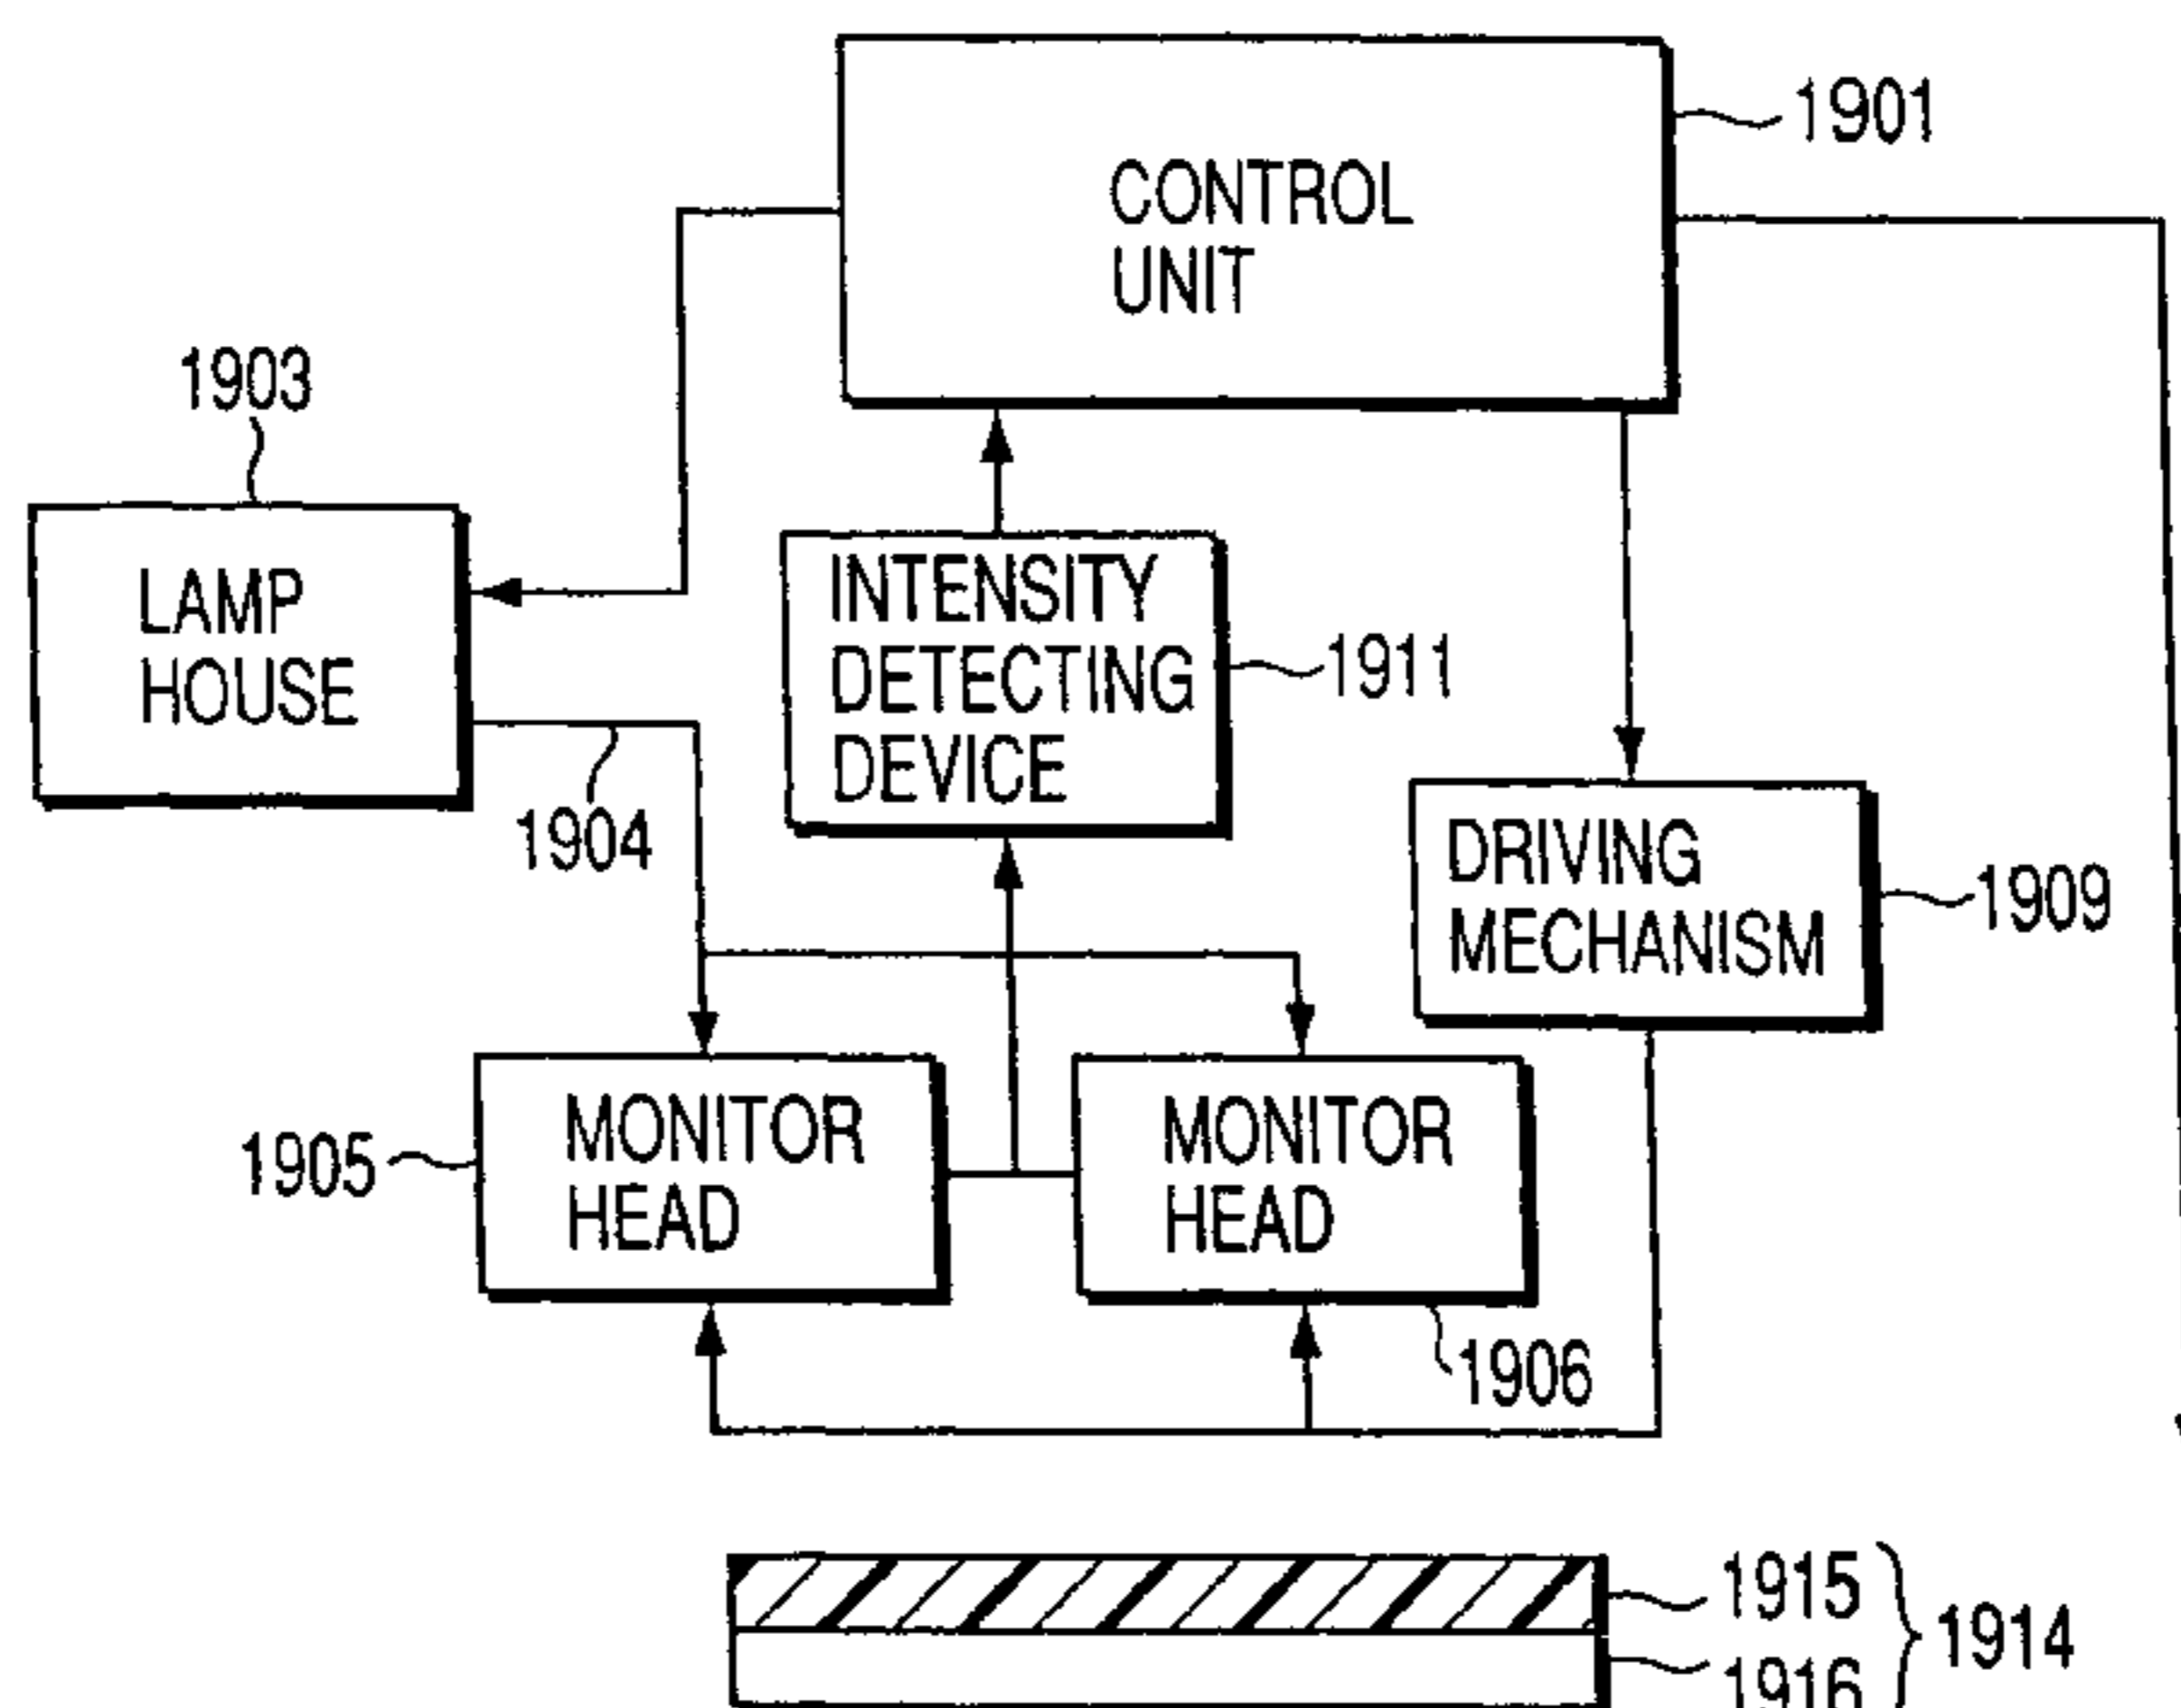 1901
CONTROL
UNIT
1903
LAMP
HOUSE
INTENSITY
DETECTING
DEVICE
1911
1904
DRIVING
MECHANISM
1909
1905
MONITOR
HEAD
MONITOR
HEAD
1906
1915
1914
1916